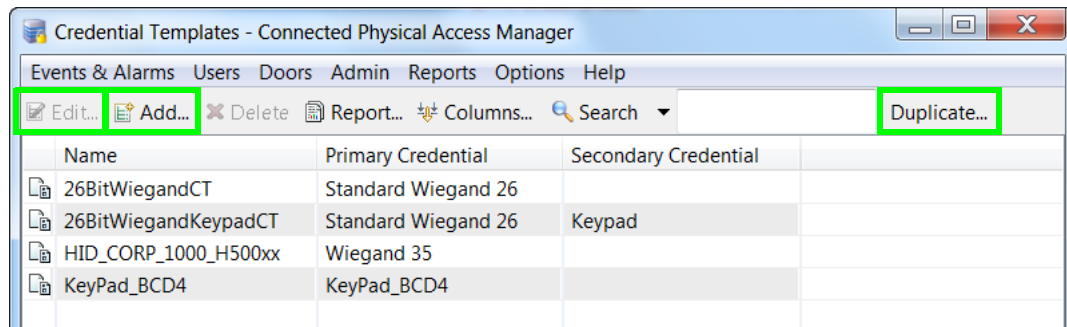 Credential Templates - Connected Physical Access Manager
X
Events & Alarms Users Doors Admin Reports Options Help
Edit... Add... Delete Report... Columns... Search Duplicate...
Name Primary Credential Secondary Credential
26BitWiegandCT Standard Wiegand 26
26BitWiegandKeypadCT Standard Wiegand 26 Keypad
HID_CORP_1000_H500xx Wiegand 35
KeyPad_BCD4 KeyPad_BCD4